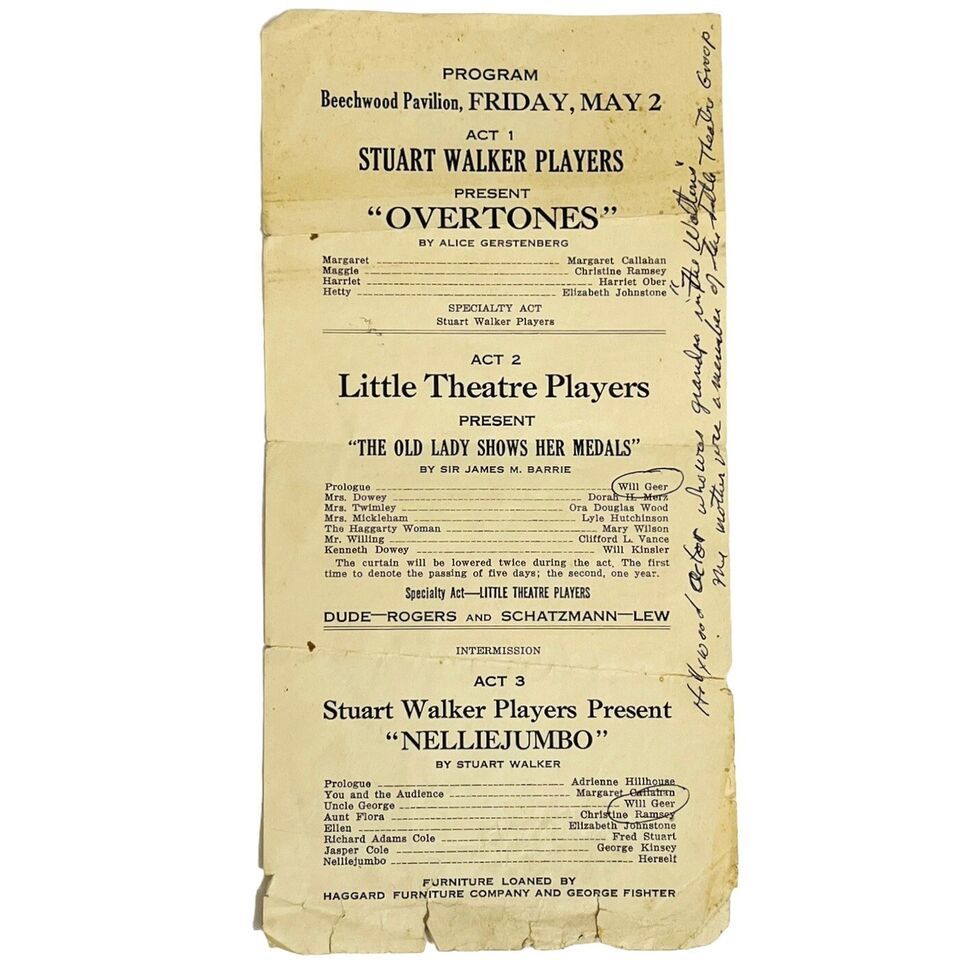 PROGRAM
Beechwood Pavilion, FRIDAY, MAY 2
ACT 1
STUART WALKER PLAYERS
PRESENT
"OVERTONES"
BY ALICE GERSTENBERG
Margaret Margaret Callahan
Maggie Christine Ramsey
Harriet Harriet Ober
Hetty Elizabeth Johnstone
SPECIALTY ACT
Stuart Walker Players
ACT 2
Little Theatre Players
PRESENT
"THE OLD LADY SHOWS HER MEDALS"
BY SIR JAMES M. BARRIE
Prologue Will Geer
Mrs. Dowey Dorah H. Merz
Mrs. Twimley Ora Douglas Wood
Mrs. Mickleham Lyle Hutchinson
The Haggarty Woman Mary Wilson
Mr. Willing Clifford L. Vance
Kenneth Dowey Will Kinsler
The curtain will be lowered twice during the act. The first
time to denote the passing of five days; the second, one year.
Specialty Act—LITTLE THEATRE PLAYERS
DUDE—ROGERS AND SCHATZMANN—LEW
INTERMISSION
ACT 3
Stuart Walker Players Present
"NELLIEJUMBO"
BY STUART WALKER
Prologue Adrienne Hillhouse
You and the Audience Margaret Callahan
Uncle George Will Geer
Aunt Flora Christine Ramsey
Ellen Elizabeth Johnstone
Richard Adams Cole Fred Stuart
Jasper Cole George Kinsey
Nelliejumbo Herself
FURNITURE LOANED BY
HAGGARD FURNITURE COMPANY AND GEORGE FISHTER
Hollywood actor who was grandpa in "the Waltens"
mother was a member of the little Theatre Group.